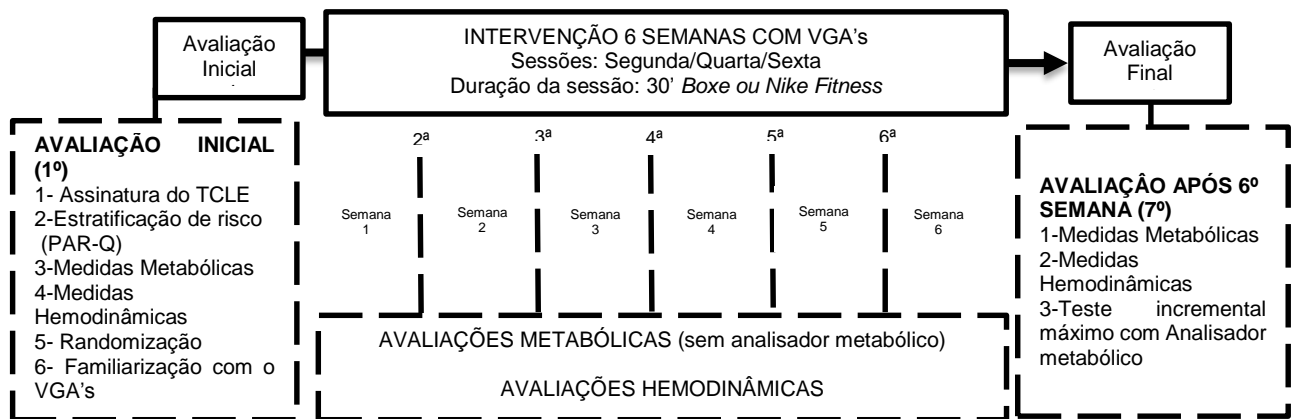 Avaliação
Inicial
INTERVENÇÃO 6 SEMANAS COM VGA's
Sessões: Segunda/Quarta/Sexta
Duração da sessão: 30' Boxe ou Nike Fitness
Avaliação
Final
AVALIAÇÃO INICIAL
(1º)
1- Assinatura do TCLE
2-Estratificação de risco
(PAR-Q)
3-Medidas Metabólicas
4-Medidas
Hemodinâmicas
5- Randomização
6- Familiarização com o
VGA's
2ª 3ª 4ª 5ª 6ª
Semana
1
Semana
2
Semana
3
Semana
4
Semana
5
Semana
6
AVALIAÇÕES METABÓLICAS (sem analisador metabólico)
AVALIAÇÕES HEMODINÂMICAS
AVALIAÇÂO APÓS 6º
SEMANA (7º)
1-Medidas Metabólicas
2-Medidas
Hemodinâmicas
3-Teste incremental
máximo com Analisador
metabólico